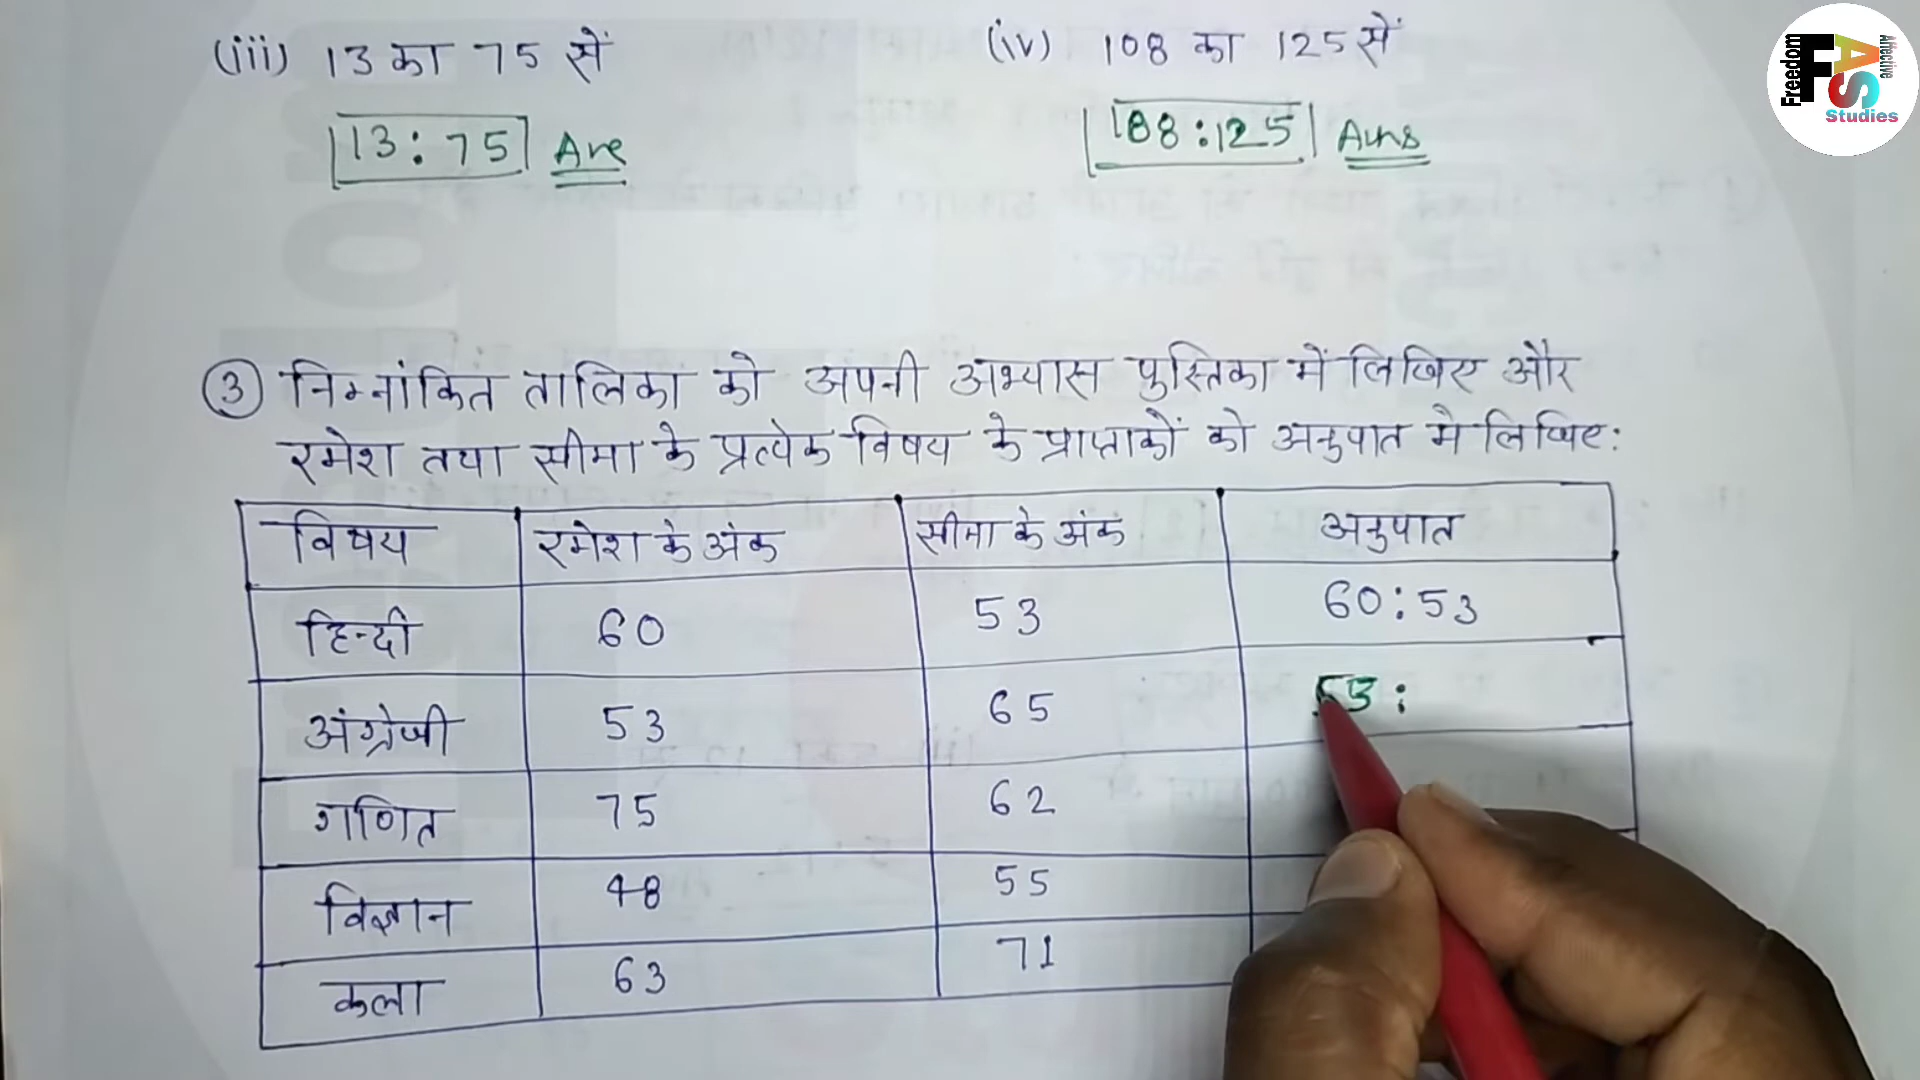 (iii) 13 का 75 से
(iv) 108 का 125 से
13:75 Ans
108:125 Ans
Freedom FAS Affective Studies
③ निम्नांकित तालिका को अपनी अभ्यास पुस्तिका में लिखिए और
रमेश तथा सीमा के प्रत्येक विषय के प्राप्ताकों को अनुपात मे लिखिए:
विषय रमेश के अंक सीमा के अंक अनुपात
हिन्दी 60 53 60:53
अंग्रेजी 53 65 53:
गणित 75 62
विज्ञान 48 55
कला 63 71